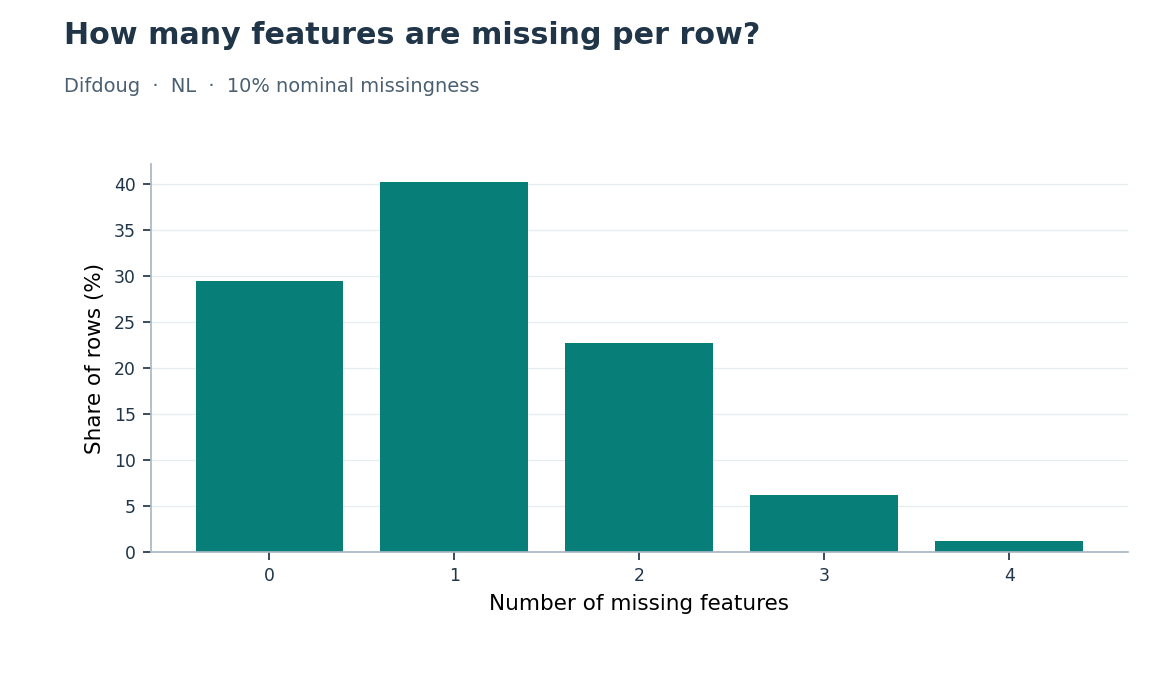 How many features are missing per row?
Difdoug · NL · 10% nominal missingness
40
35
30
25
20
15
10
5
0
Share of rows (%)
0 1 2 3 4
Number of missing features